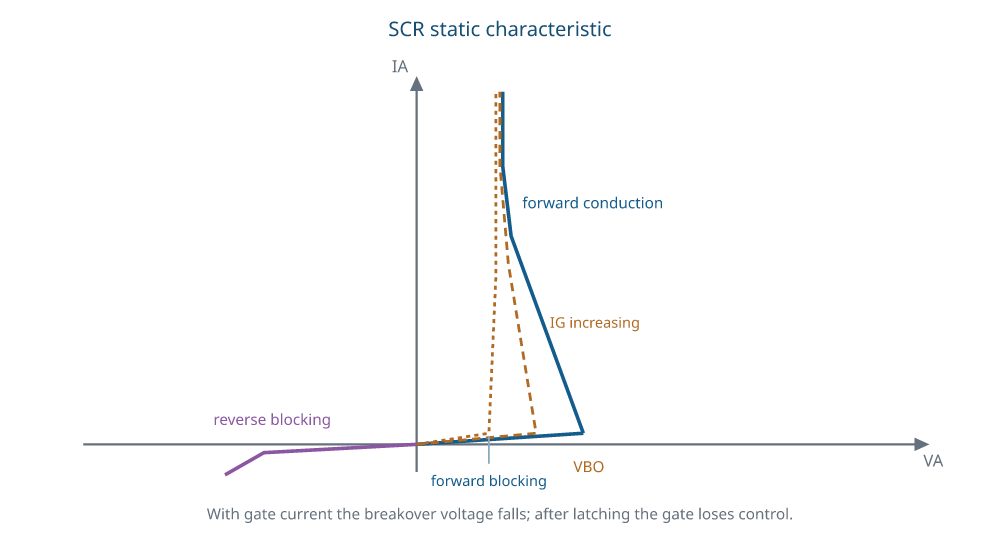 SCR static characteristic
IA
forward conduction
IG increasing
reverse blocking
VA
VBO
forward blocking
With gate current the breakover voltage falls; after latching the gate loses control.